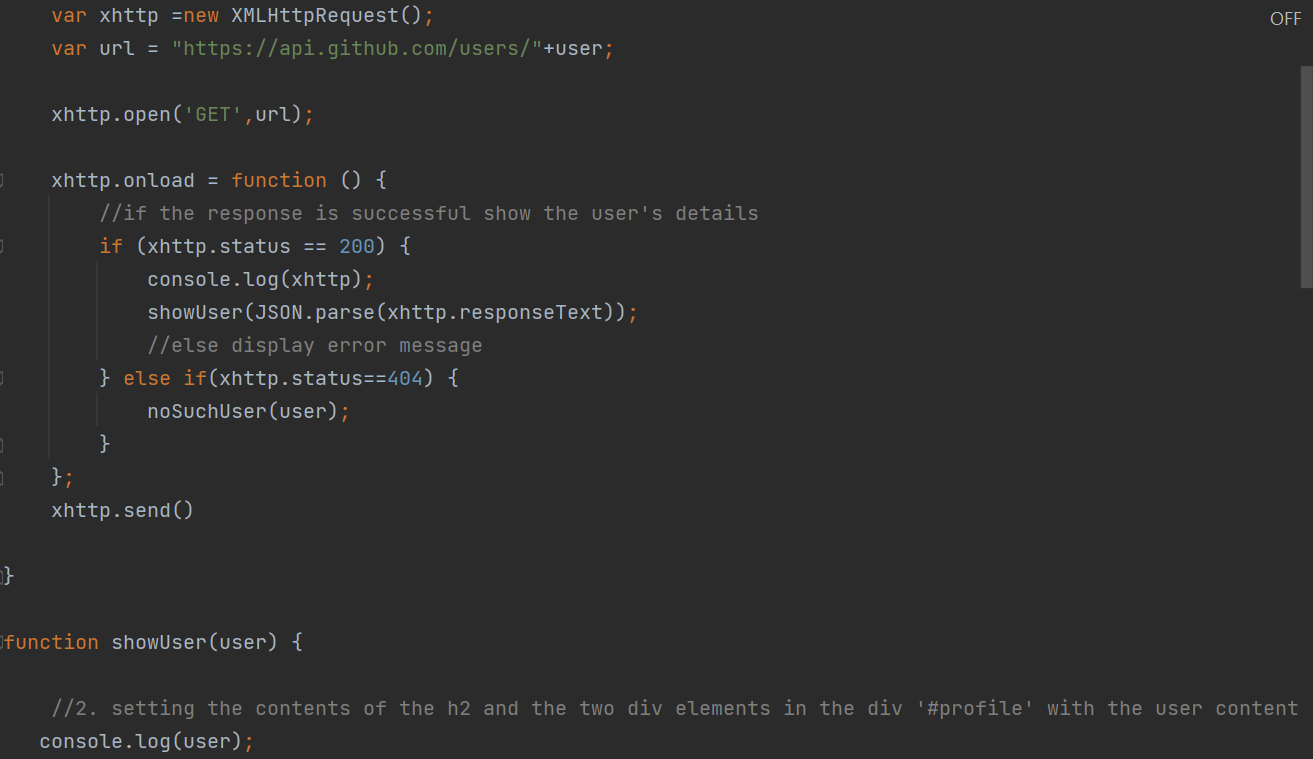 var xhttp =new XMLHttpRequest();
OFF
var url = "https://api.github.com/users/"+user;
xhttp.open('GET',url);
xhttp.onload = function () {
//if the response is successful show the user's details
if (xhttp.status == 200) {
console.log(xhttp);
showUser(JSON.parse(xhttp.responseText));
//else display error message
} else if(xhttp.status==404) {
noSuchUser(user);
}
};
xhttp.send()
}
function showUser(user) {
//2. setting the contents of the h2 and the two div elements in the div '#profile' with the user content
console.log(user);